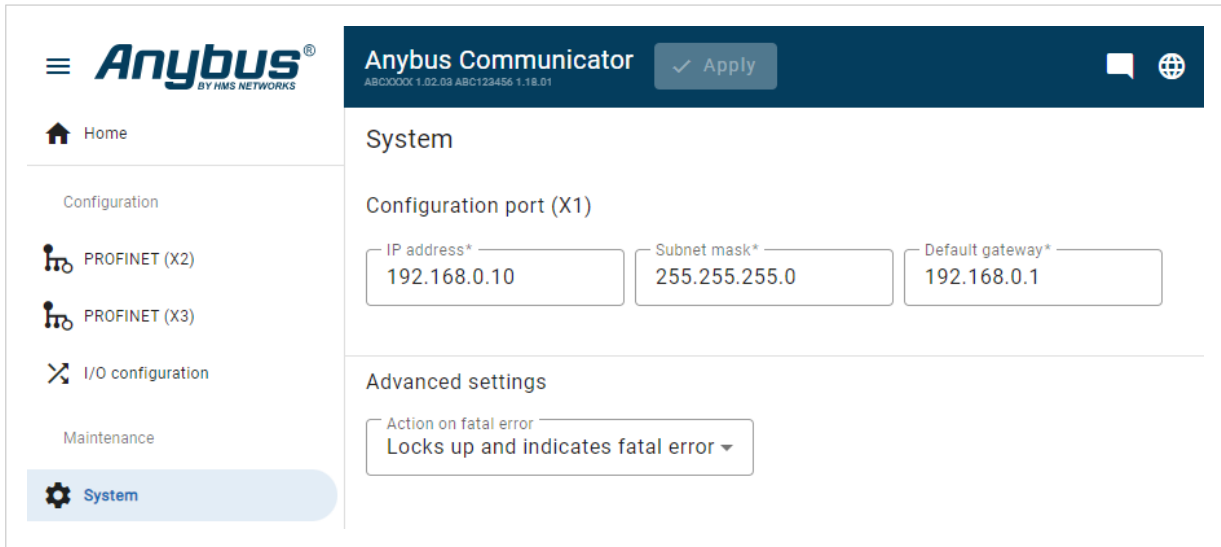 Anybus®
BY HMS NETWORKS
Home
Configuration
PROFINET (X2)
PROFINET (X3)
I/O configuration
Maintenance
System
Anybus Communicator
ABCXXXX 1.02.03 ABC123456 1.18.01
Apply
System
Configuration port (X1)
IP address*
192.168.0.10
Subnet mask*
255.255.255.0
Default gateway*
192.168.0.1
Advanced settings
Action on fatal error
Locks up and indicates fatal error